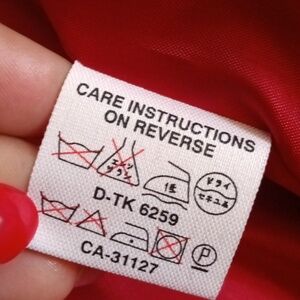 CARE INSTRUCTIONS
ON REVERSE
エンソ
サラシ
低
ドライ
セキユ系
D-TK 6259
P
CA-31127